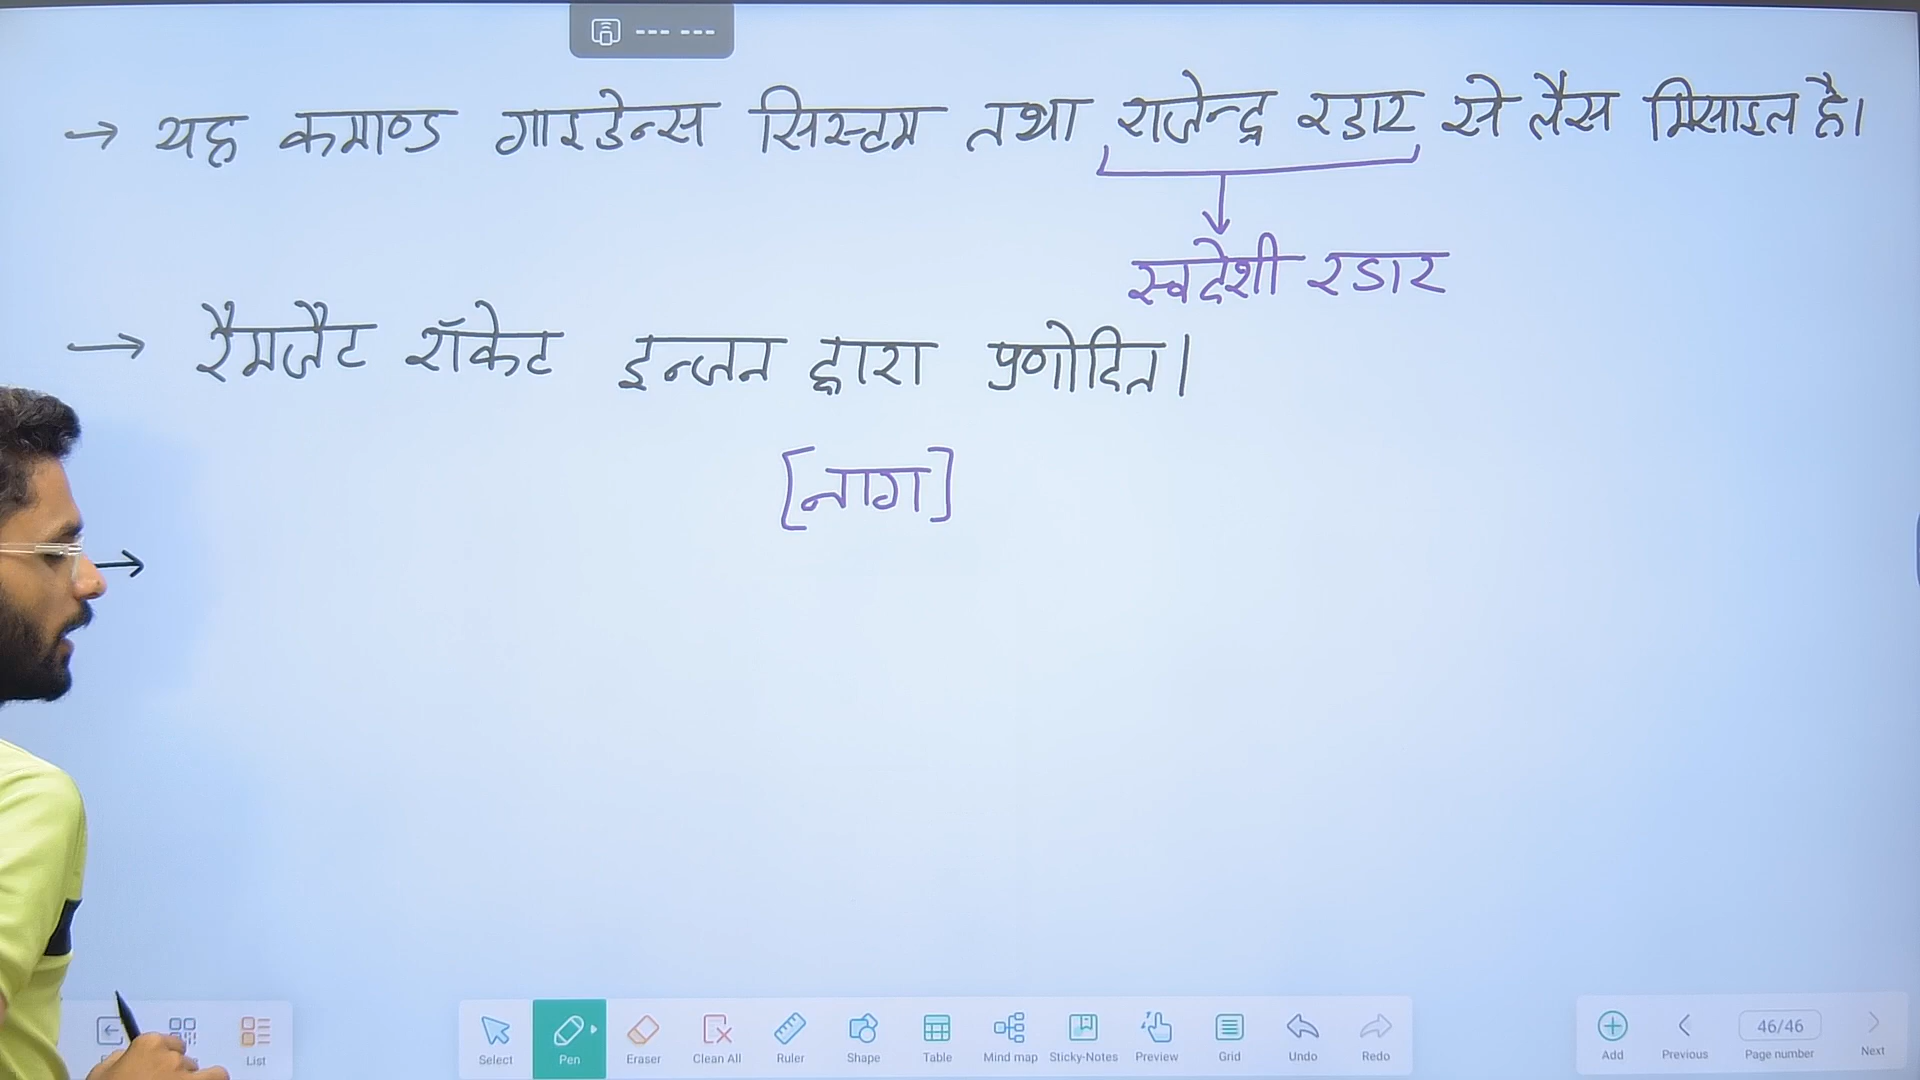 --- ---
→ यह कमाण्ड गाइडेन्स सिस्टम तथा राजेन्द्र रडार से लैस मिसाइल है।
स्वदेशी रडार
→ रैमजैट रॉकेट इन्जन द्वारा प्रणोदित।
[नाग]
→
List
Select
Pen
Eraser
Clean All
Ruler
Shape
Table
Mind map
Sticky-Notes
Preview
Grid
Undo
Redo
Add
Previous
46/46
Page number
Next